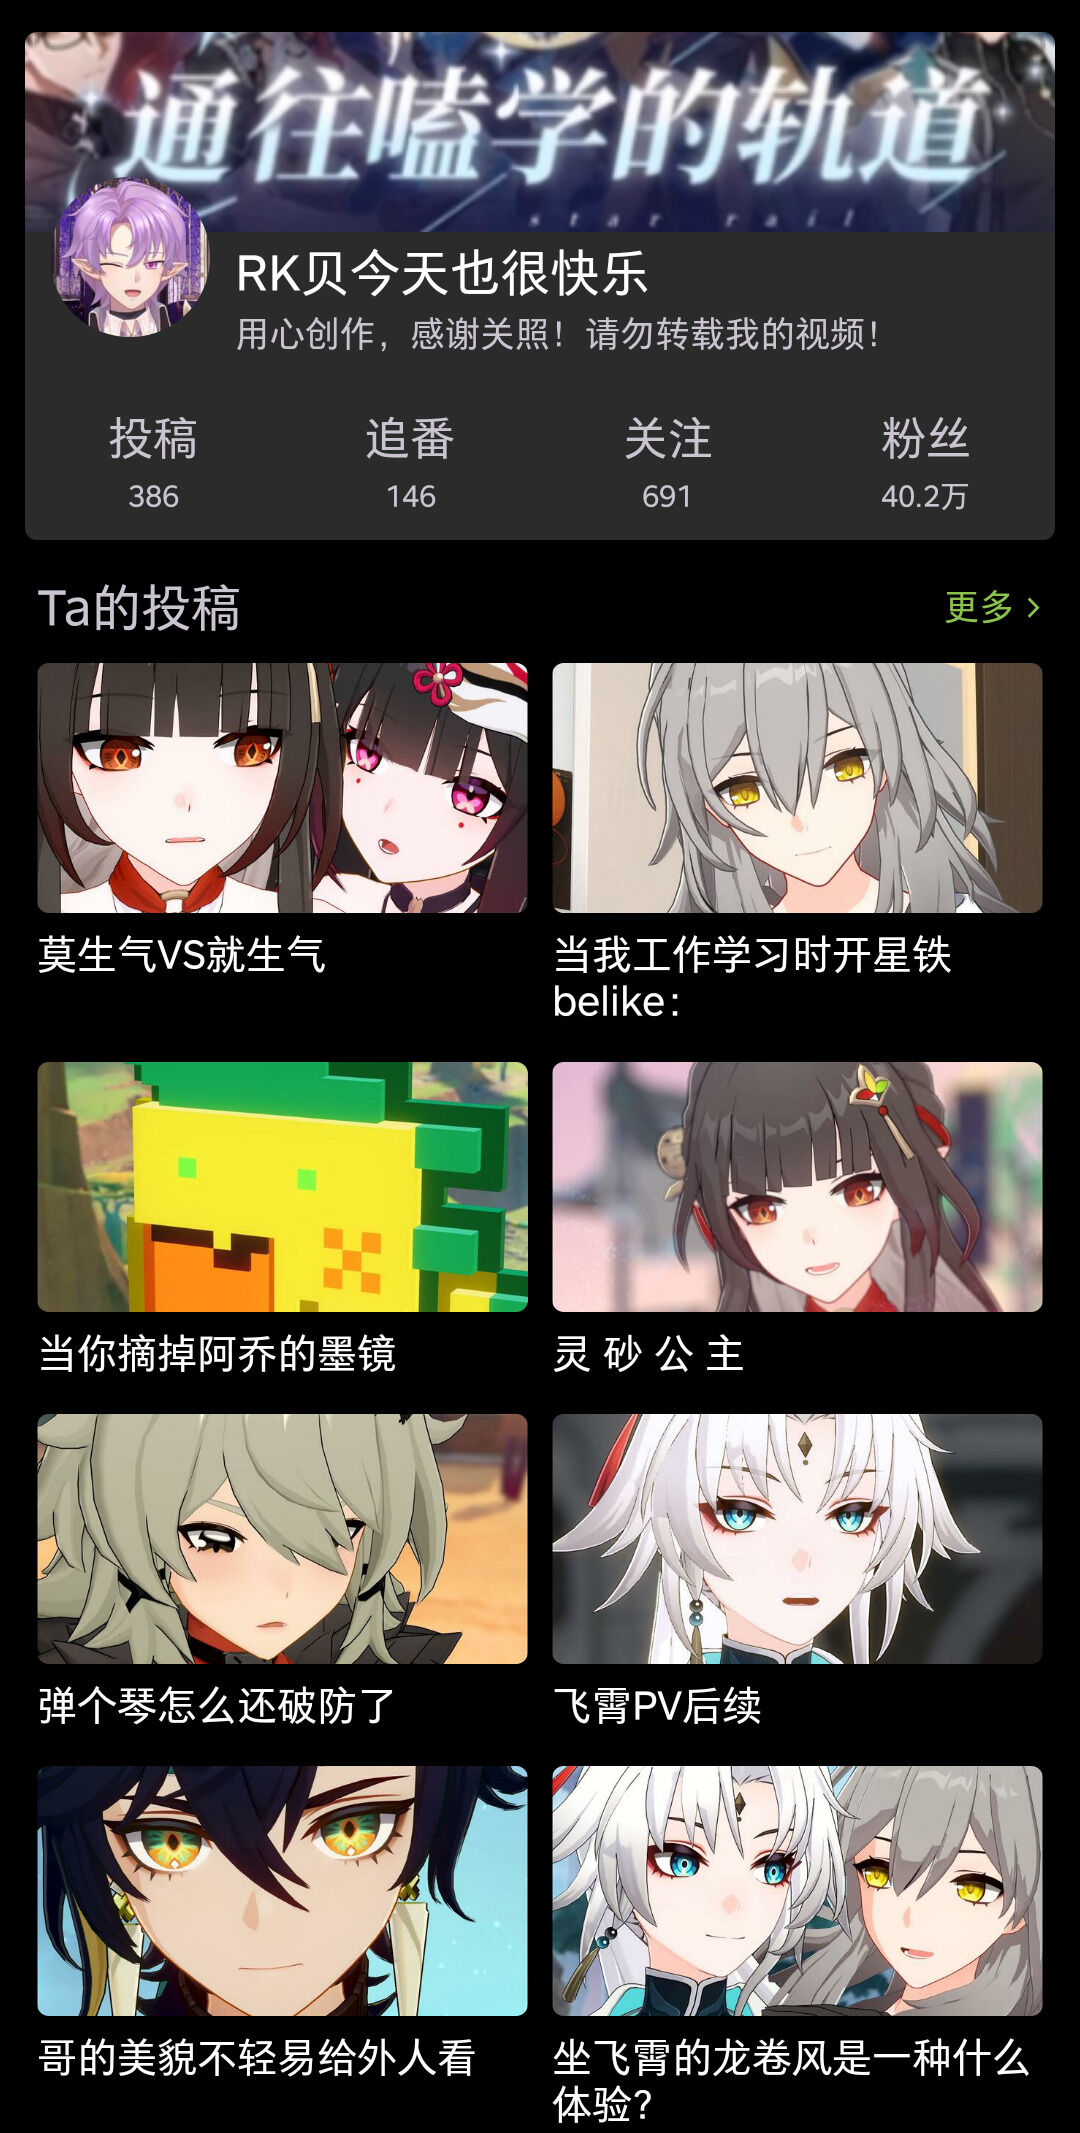 通往嗑学的轨道
star rail
RK贝今天也很快乐
用心创作，感谢关照！请勿转载我的视频！
投稿 追番 关注 粉丝
386 146 691 40.2万
Ta的投稿 更多 >
莫生气VS就生气
当我工作学习时开星铁
belike：
当你摘掉阿乔的墨镜
灵 砂 公 主
弹个琴怎么还破防了
飞霄PV后续
哥的美貌不轻易给外人看
坐飞霄的龙卷风是一种什么
体验？